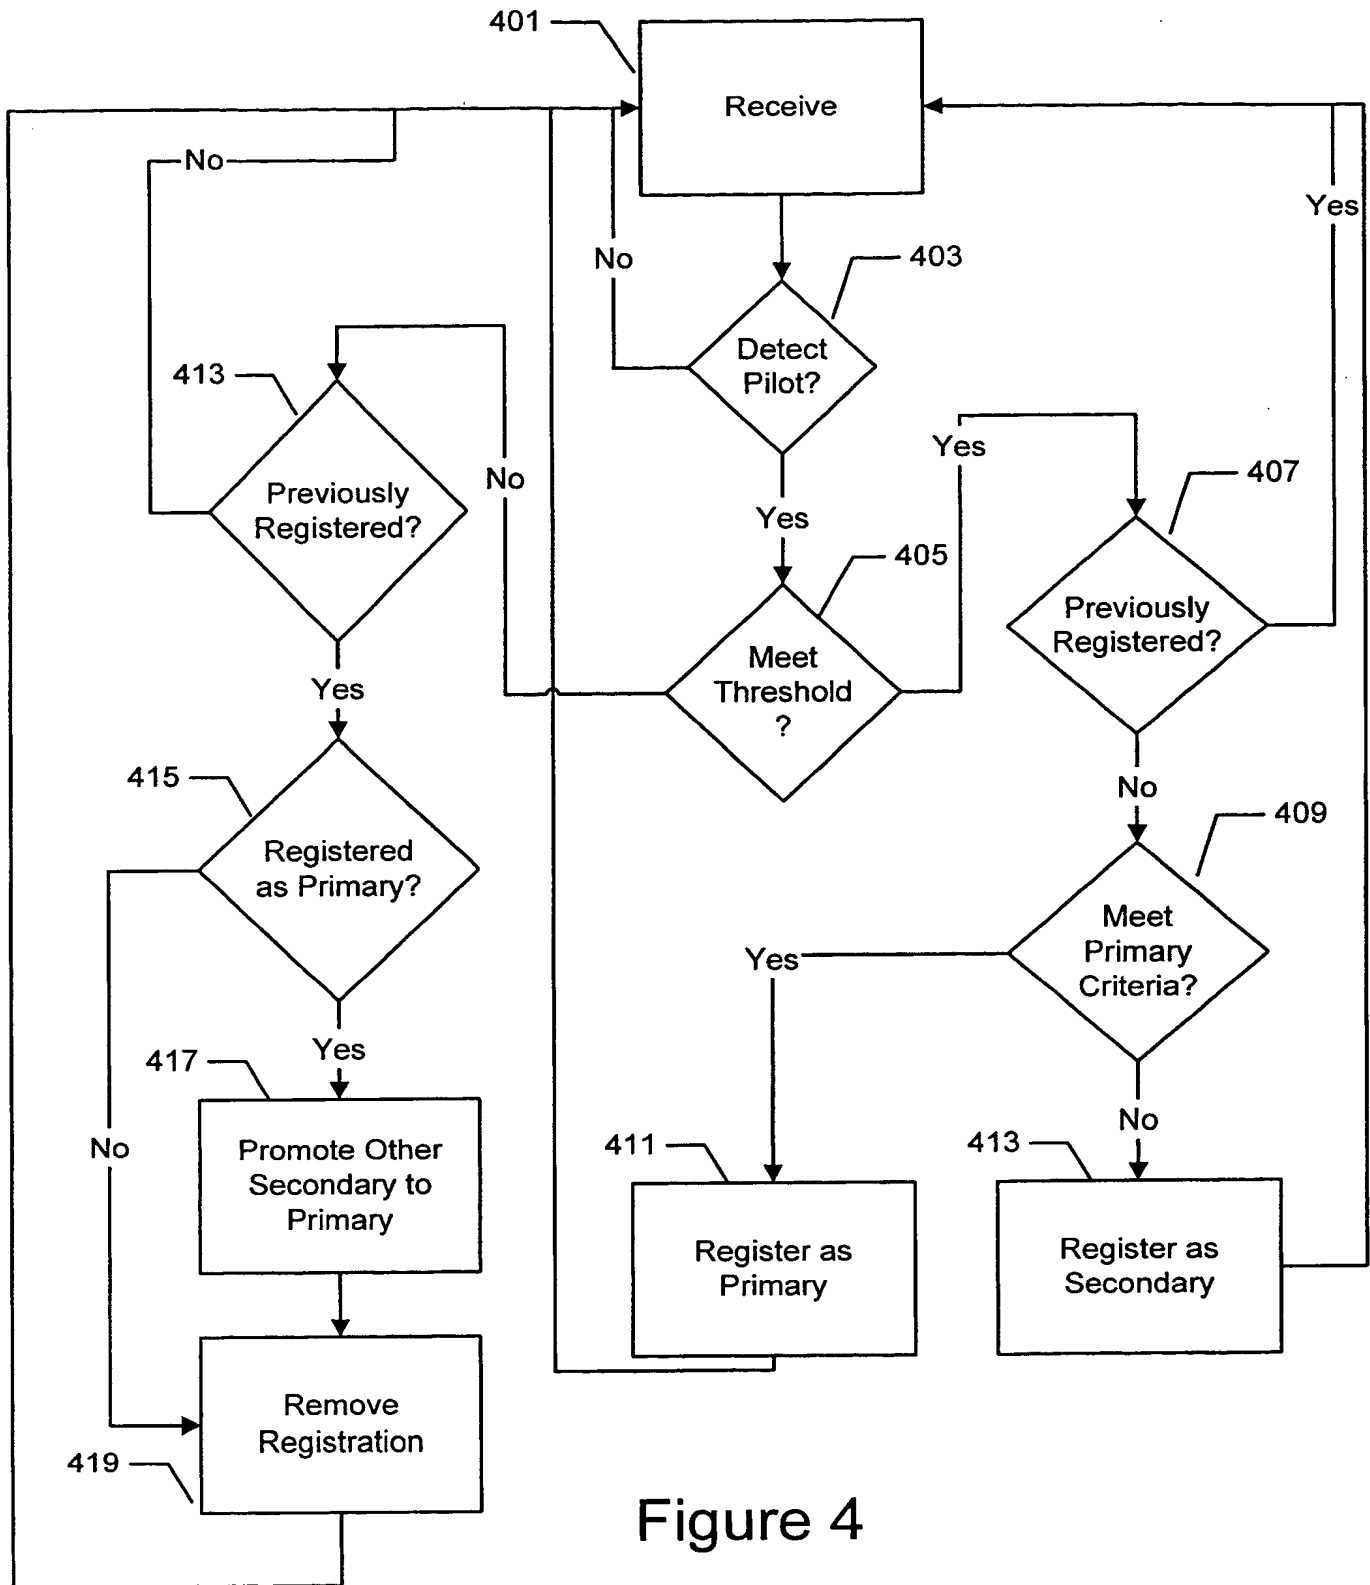 401
Receive
No
Yes
No
403
Detect
Pilot?
413
Yes
407
No
Previously
Registered?
Yes
405
Previously
Registered?
Meet
Threshold
?
Yes
415
No
409
Registered
as Primary?
Meet
Primary
Criteria?
Yes
Yes
417
No
No
Promote Other
Secondary to
Primary
411
413
Register as
Primary
Register as
Secondary
Remove
Registration
419
Figure 4